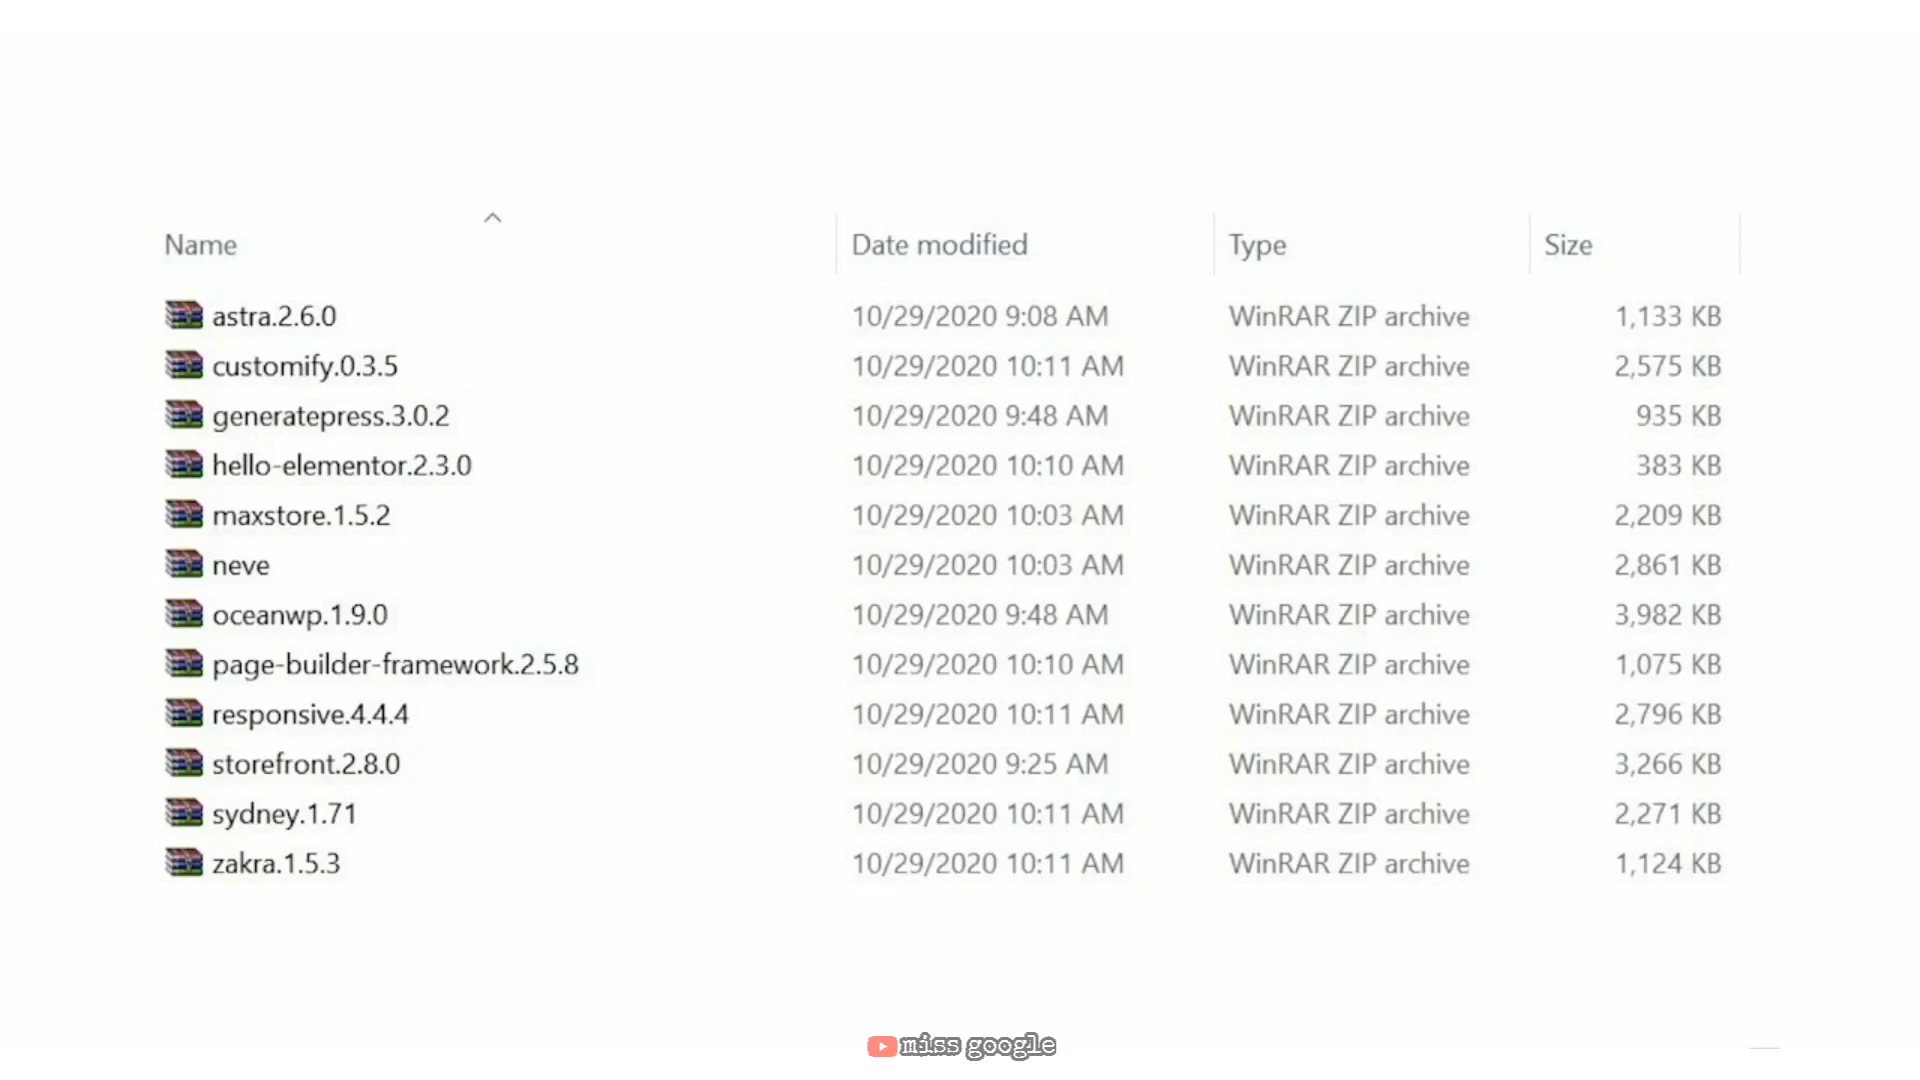 Name Date modified Type Size
astra.2.6.0 10/29/2020 9:08 AM WinRAR ZIP archive 1,133 KB
customify.0.3.5 10/29/2020 10:11 AM WinRAR ZIP archive 2,575 KB
generatepress.3.0.2 10/29/2020 9:48 AM WinRAR ZIP archive 935 KB
hello-elementor.2.3.0 10/29/2020 10:10 AM WinRAR ZIP archive 383 KB
maxstore.1.5.2 10/29/2020 10:03 AM WinRAR ZIP archive 2,209 KB
neve 10/29/2020 10:03 AM WinRAR ZIP archive 2,861 KB
oceanwp.1.9.0 10/29/2020 9:48 AM WinRAR ZIP archive 3,982 KB
page-builder-framework.2.5.8 10/29/2020 10:10 AM WinRAR ZIP archive 1,075 KB
responsive.4.4.4 10/29/2020 10:11 AM WinRAR ZIP archive 2,796 KB
storefront.2.8.0 10/29/2020 9:25 AM WinRAR ZIP archive 3,266 KB
sydney.1.71 10/29/2020 10:11 AM WinRAR ZIP archive 2,271 KB
zakra.1.5.3 10/29/2020 10:11 AM WinRAR ZIP archive 1,124 KB
miss google